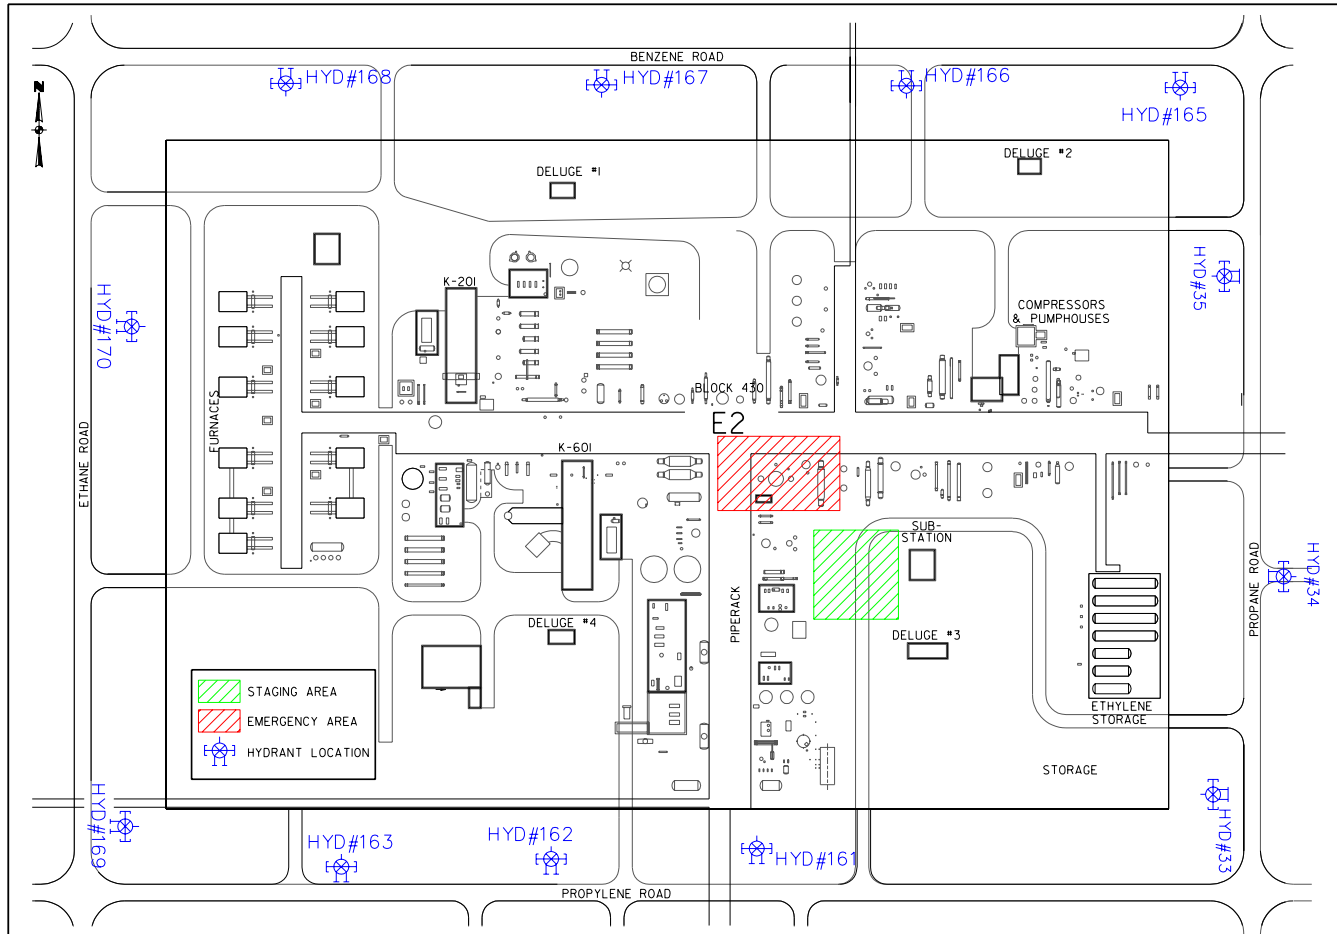 BENZENE ROAD
HYD#168
HYD#167
HYD#166
HYD#165
N
DELUGE #1
DELUGE #2
K-201
HYD#35
HYD#170
COMPRESSORS
& PUMPHOUSES
BLOCK 430
FURNACES
E2
ETHANE ROAD
K-601
SUB-
STATION
PROPANE ROAD
HYD#34
PIPERACK
DELUGE #4
DELUGE #3
STAGING AREA
EMERGENCY AREA
HYDRANT LOCATION
ETHYLENE
STORAGE
STORAGE
HYD#169
HYD#163
HYD#162
HYD#161
HYD#33
PROPYLENE ROAD